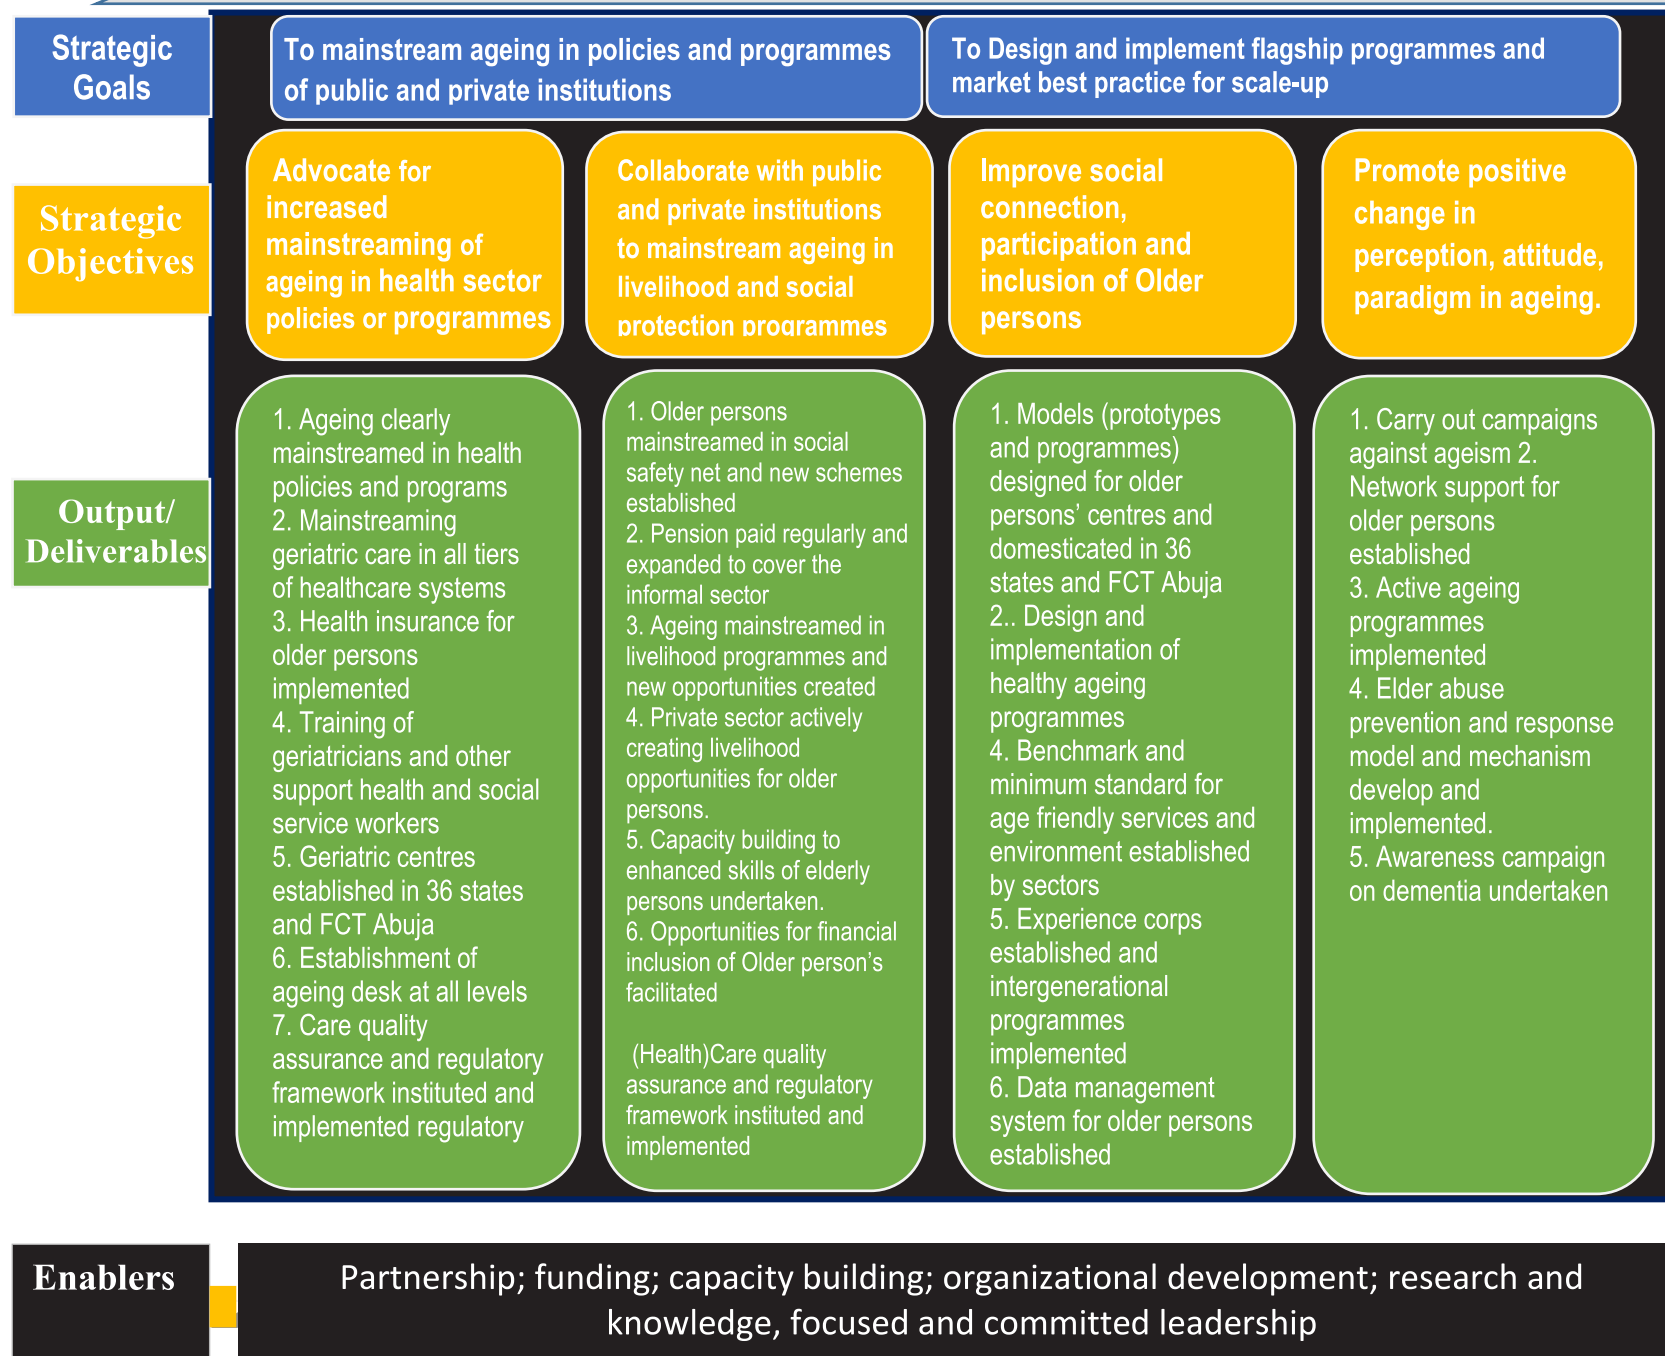 Strategic
Goals
To mainstream ageing in policies and programmes
of public and private institutions
To Design and implement flagship programmes and
market best practice for scale-up
Strategic
Objectives
Advocate for
increased
mainstreaming of
ageing in health sector
policies or programmes
Collaborate with public
and private institutions
to mainstream ageing in
livelihood and social
protection programmes
Improve social
connection,
participation and
inclusion of Older
persons
Promote positive
change in
perception, attitude,
paradigm in ageing.
Output/
Deliverables
1. Ageing clearly
mainstreamed in health
policies and programs
2. Mainstreaming
geriatric care in all tiers
of healthcare systems
3. Health insurance for
older persons
implemented
4. Training of
geriatricians and other
support health and social
service workers
5. Geriatric centres
established in 36 states
and FCT Abuja
6. Establishment of
ageing desk at all levels
7. Care quality
assurance and regulatory
framework instituted and
implemented regulatory
1. Older persons
mainstreamed in social
safety net and new schemes
established
2. Pension paid regularly and
expanded to cover the
informal sector
3. Ageing mainstreamed in
livelihood programmes and
new opportunities created
4. Private sector actively
creating livelihood
opportunities for older
persons.
5. Capacity building to
enhanced skills of elderly
persons undertaken.
6. Opportunities for financial
inclusion of Older person’s
facilitated
(Health)Care quality
assurance and regulatory
framework instituted and
implemented
1. Models (prototypes
and programmes)
designed for older
persons’ centres and
domesticated in 36
states and FCT Abuja
2.. Design and
implementation of
healthy ageing
programmes
4. Benchmark and
minimum standard for
age friendly services and
environment established
by sectors
5. Experience corps
established and
intergenerational
programmes
implemented
6. Data management
system for older persons
established
1. Carry out campaigns
against ageism 2.
Network support for
older persons
established
3. Active ageing
programmes
implemented
4. Elder abuse
prevention and response
model and mechanism
develop and
implemented.
5. Awareness campaign
on dementia undertaken
Enablers
Partnership; funding; capacity building; organizational development; research and
knowledge, focused and committed leadership